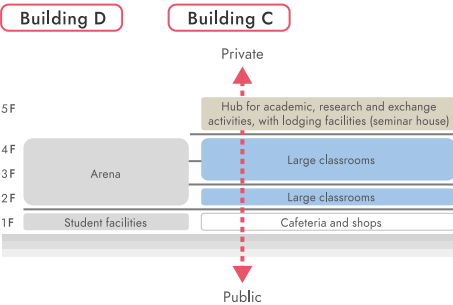 Building D
Building C
Private
5F
Hub for academic, research and exchange
activities, with lodging facilities (seminar house)
4F
3F
Arena
Large classrooms
2F
Large classrooms
1F
Student facilities
Cafeteria and shops
Public